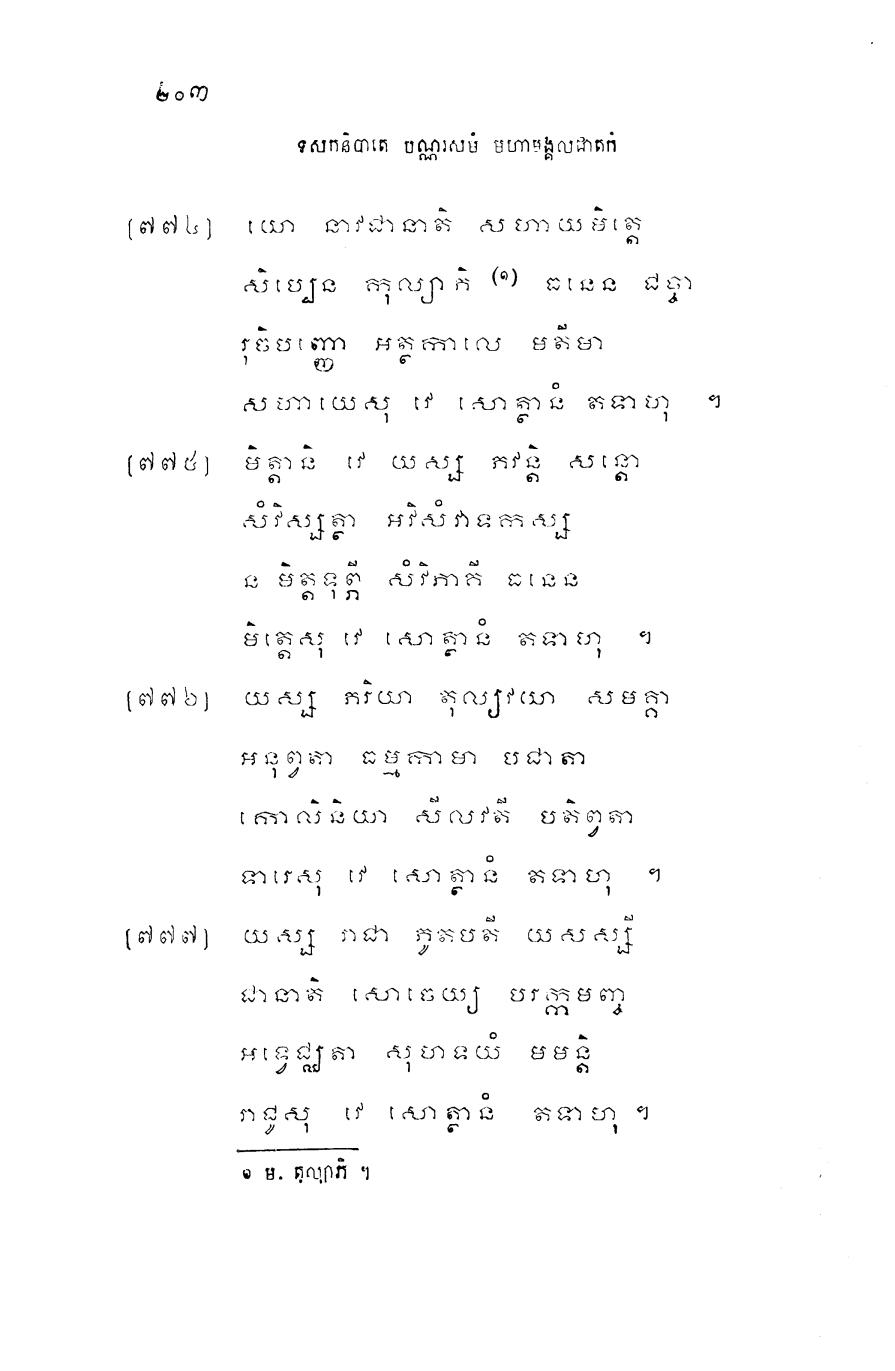 ២០៣
ទសកនិបាតេ បណ្ណរសមំ មហាមង្គលជាតកំ
[៧៧៤] យោ នាវជានាតិ សហាយមិត្តេ
សិប្បេន កុល្យាភិ (១) ធនេន ជច្ចា
រុចិបញ្ញោ អត្ថកាលេ មតីមា
សហាយេសុ វេ សោត្ថានំ តទាហុ ។
[៧៧៥] មិត្តានិ វេ យស្ស ភវន្តិ សន្តោ
សំវិស្សត្ថា អវិសំវាទកស្ស
ន មិត្តទុព្ភី សំវិភាគី ធនេន
មិត្តេសុ វេ សោត្ថានំ តទាហុ ។
[៧៧៦] យស្ស ភរិយា តុល្យវយោ សមគ្គា
អនុព្វតា ធម្មកាមា បជាតា
កោលិនិយា សីលវតី បតិព្វតា
ទារេសុ វេ សោត្ថានំ តទាហុ ។
[៧៧៧] យស្ស រាជា ភូតបតី យសស្សី
ជានាតិ សោចេយ្យ បរក្កមញ្ច
អទ្វេជ្ឈតា សុហទយំ មមន្តិ
រាជូសុ វេ សោត្ថានំ តទាហុ ។
១ ម. តុល្យាភិ ។